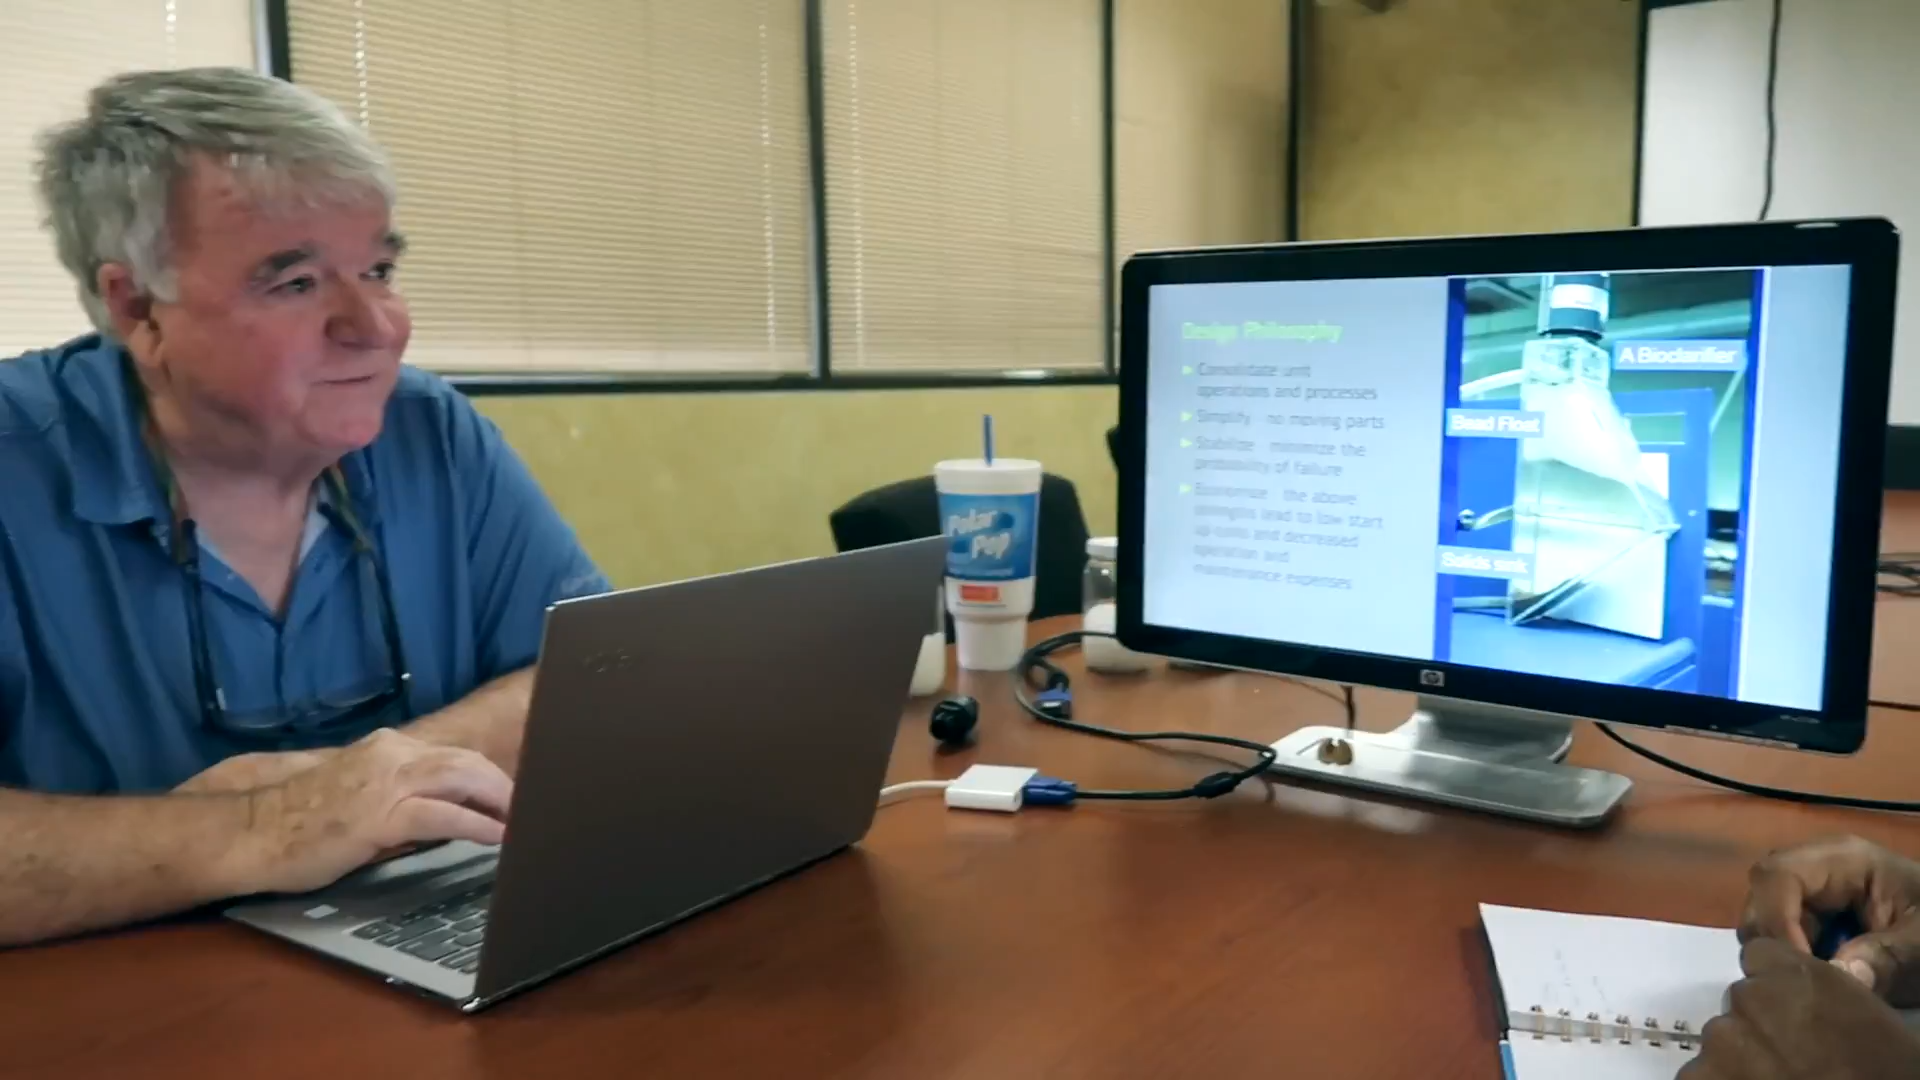 Design Philosophy
Consolidate unit
operations and processes
Simplify no moving parts
Stabilize minimize the
probability of failure
Economize the above
strengths lead to low start
up costs and decreased
operation and
maintenance expenses
A Bioclarifier
Bead Float
Solids sink
Polar
Pop
hp